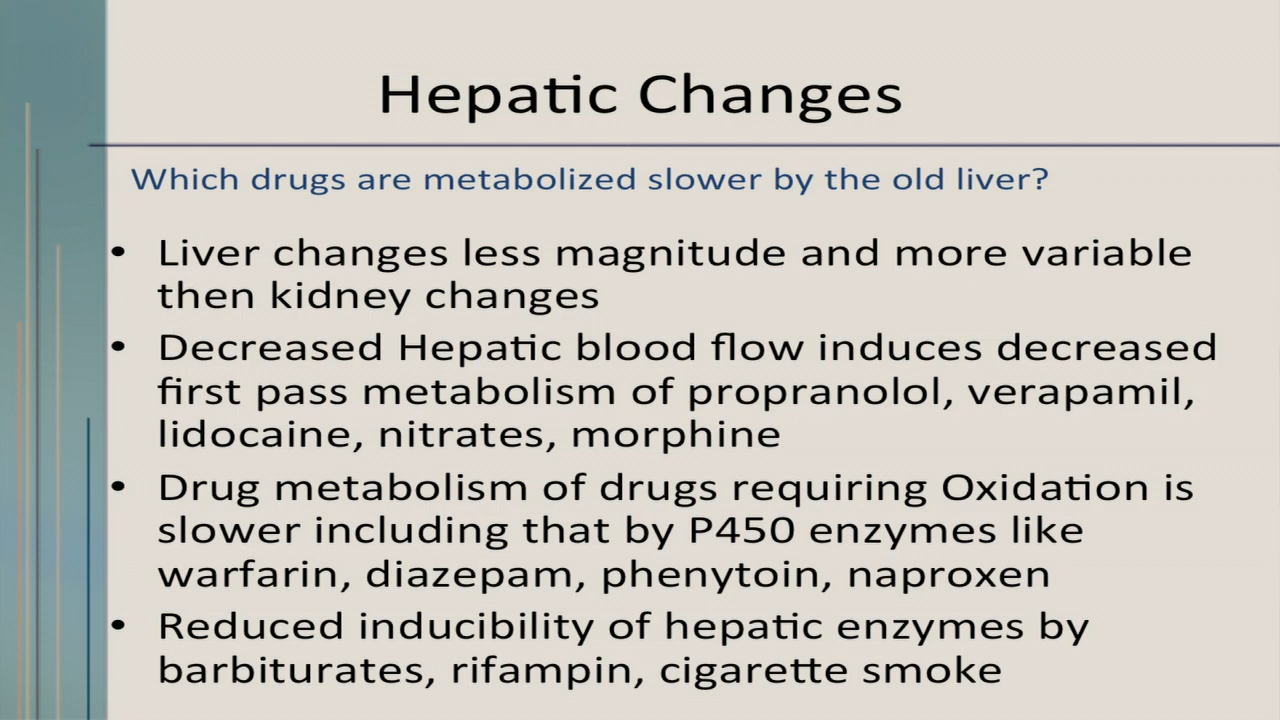 Hepatic Changes
Which drugs are metabolized slower by the old liver?
• Liver changes less magnitude and more variable
then kidney changes
• Decreased Hepatic blood flow induces decreased
first pass metabolism of propranolol, verapamil,
lidocaine, nitrates, morphine
• Drug metabolism of drugs requiring Oxidation is
slower including that by P450 enzymes like
warfarin, diazepam, phenytoin, naproxen
• Reduced inducibility of hepatic enzymes by
barbiturates, rifampin, cigarette smoke